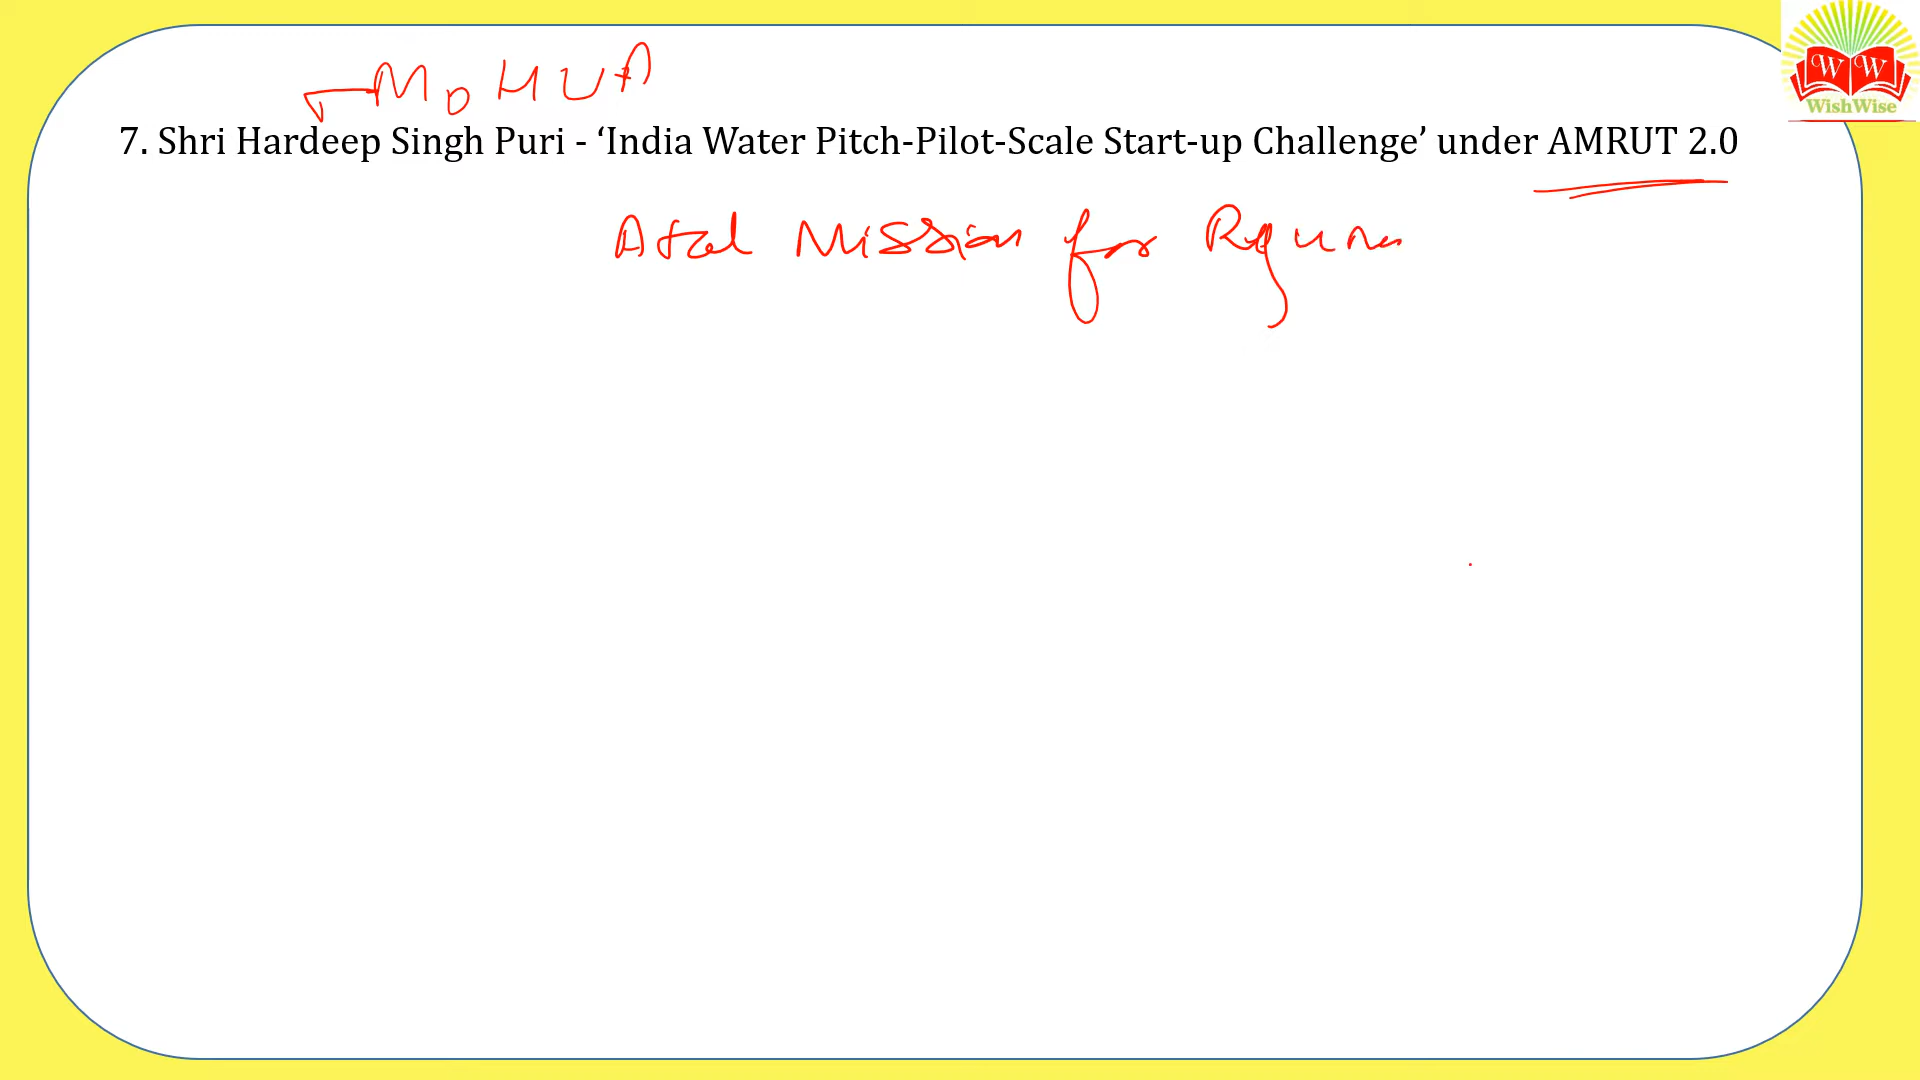 MOHUA
W W
WishWise
7. Shri Hardeep Singh Puri - ‘India Water Pitch-Pilot-Scale Start-up Challenge’ under AMRUT 2.0
Atal Mission for